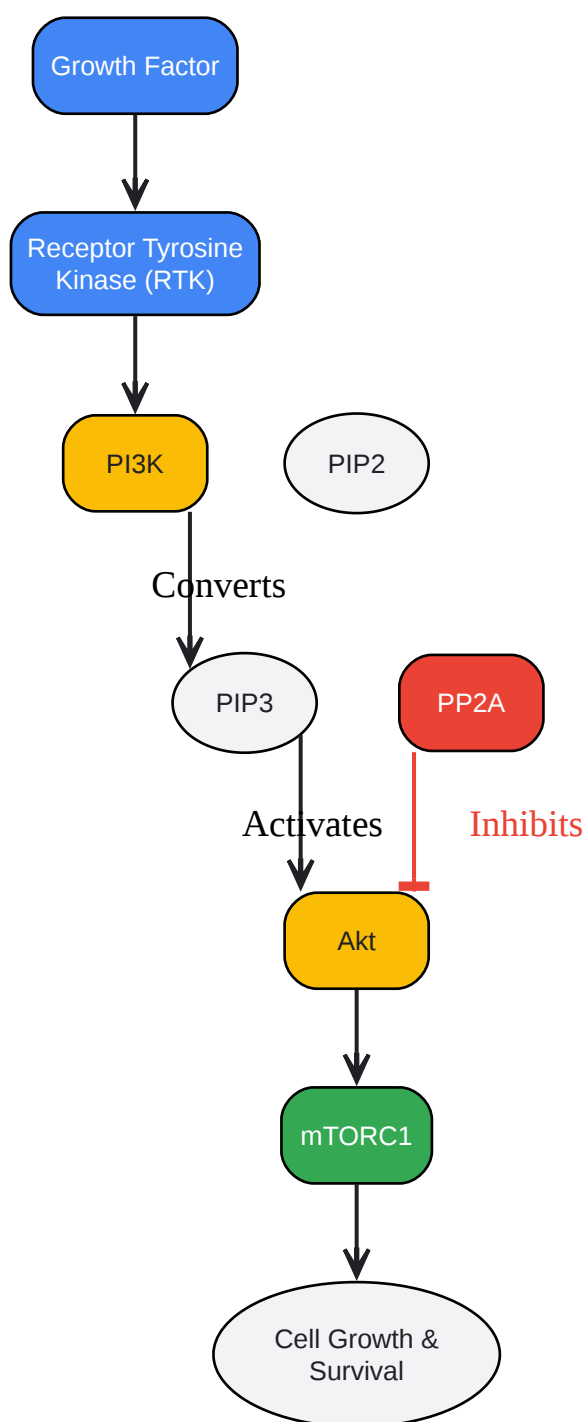 Growth Factor
Receptor Tyrosine
Kinase (RTK)
PI3K
PIP2
Converts
PIP3
PP2A
Activates
Inhibits
Akt
mTORC1
Cell Growth &
Survival